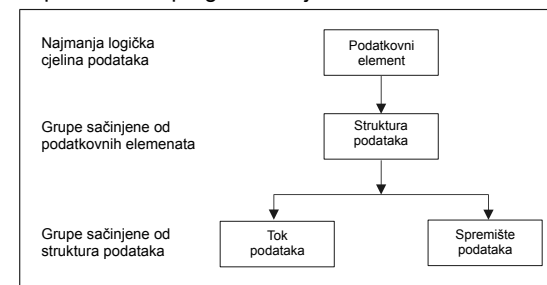 Najmanja logička
cjelina podataka
Podatkovni
element
Grupe sačinjene od
podatkovnih elemenata
Struktura
podataka
Grupe sačinjene od
struktura podataka
Tok
podataka
Spremište
podataka